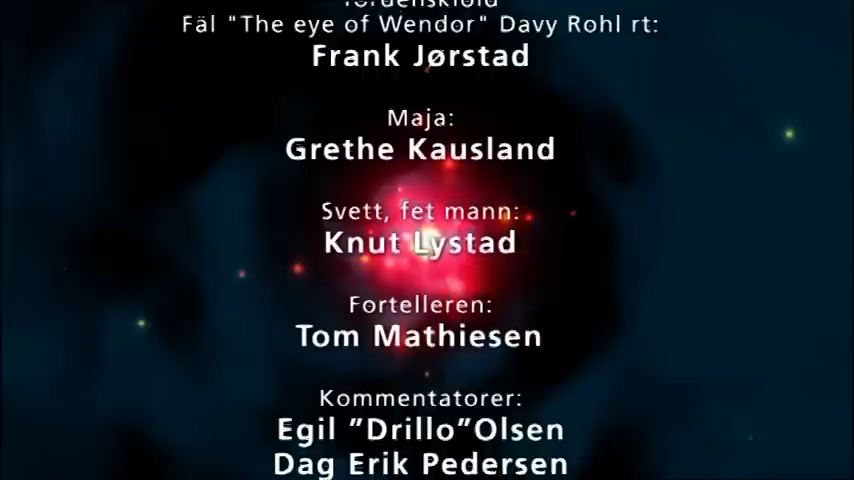 Fäl "The eye of Wendor" Davy Rohl rt:
Frank Jørstad
Maja:
Grethe Kausland
Svett, fet mann:
Knut Lystad
Fortelleren:
Tom Mathiesen
Kommentatorer:
Egil "Drillo"Olsen
Dag Erik Pedersen